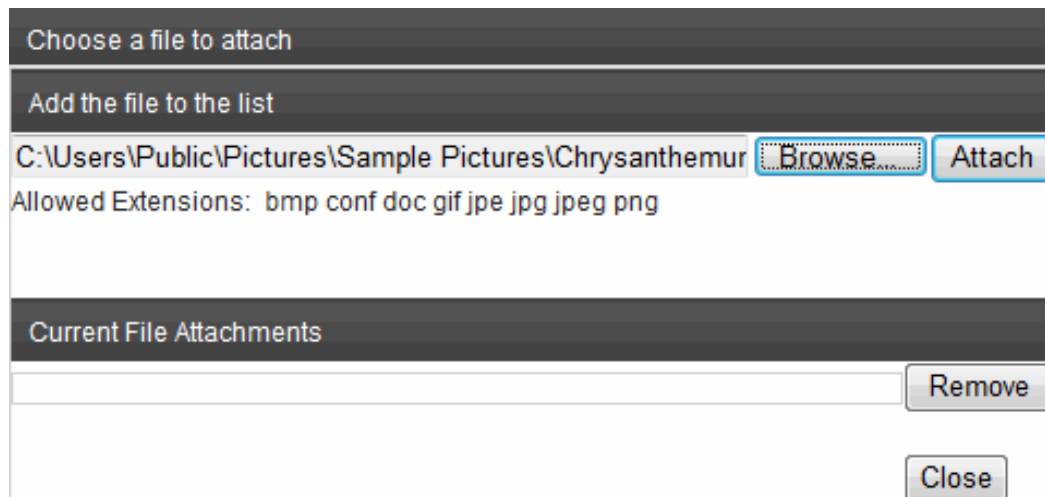 Choose a file to attach
Add the file to the list
C:\Users\Public\Pictures\Sample Pictures\Chrysanthemur Browse... Attach
Allowed Extensions: bmp conf doc gif jpe jpg jpeg png
Current File Attachments
Remove
Close